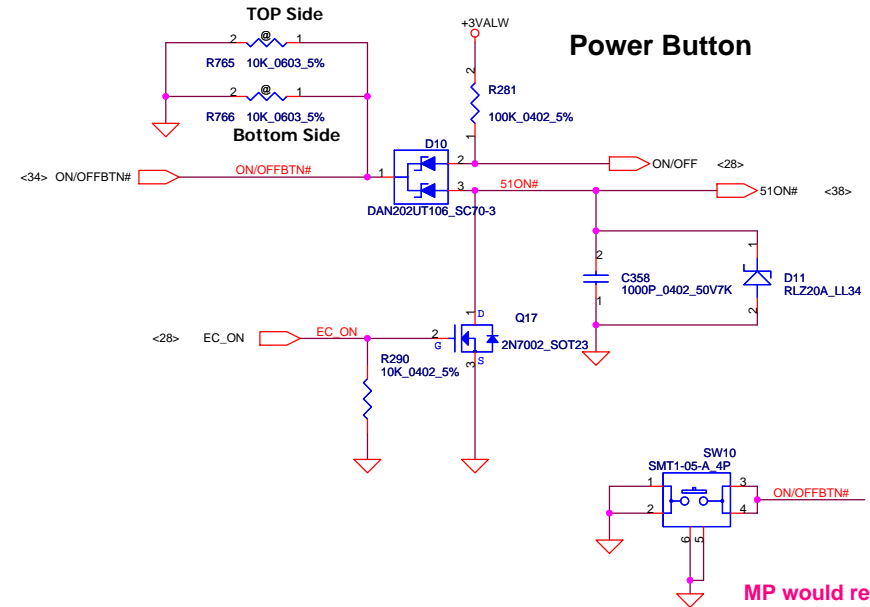 TOP Side
2 @ 1
R765 10K_0603_5%
2 @ 1
R766 10K_0603_5%
Bottom Side
+3VALW
Power Button
2
R281
100K_0402_5%
1
D10
<34> ON/OFFBTN#
ON/OFFBTN#
1
2
3
ON/OFF <28>
51ON#
51ON# <38>
DAN202UT106_SC70-3
2
C358
1000P_0402_50V7K
1
1
D11
RLZ20A_LL34
2
<28> EC_ON
EC_ON
2
G
1
D
Q17
2N7002_SOT23
S
3
R290
10K_0402_5%
SW10
SMT1-05-A_4P
1
2
3
4
ON/OFFBTN#
6
5
MP would re